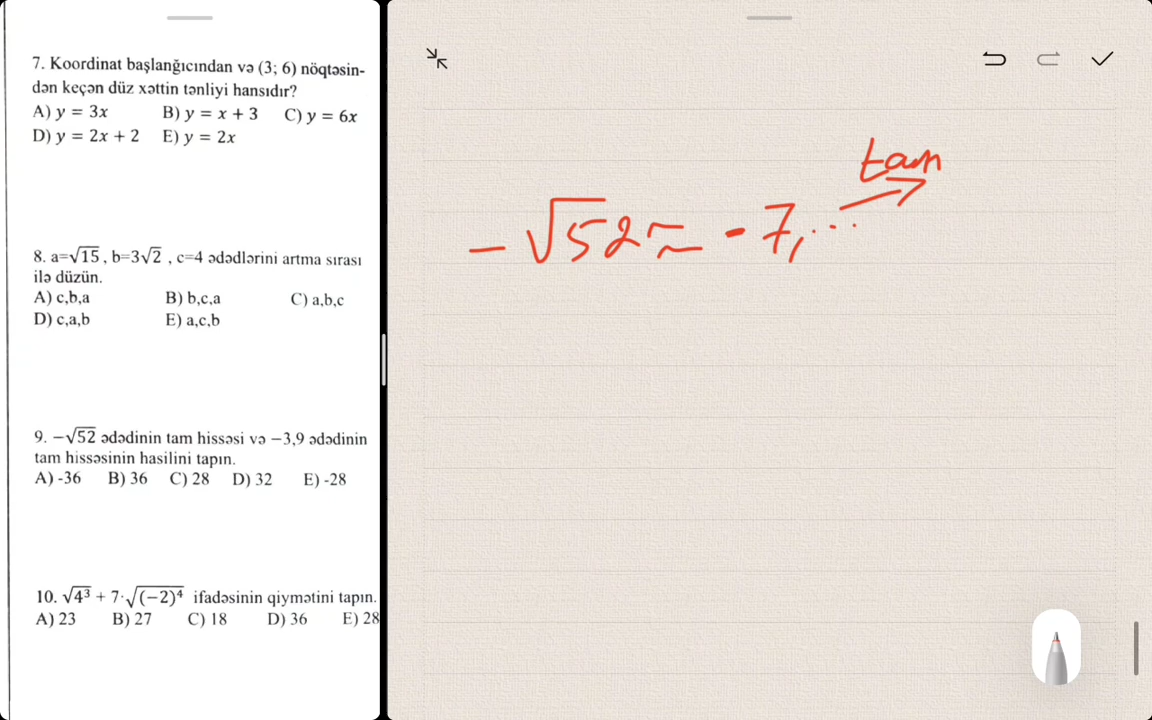 7. Koordinat başlanğıcından və (3; 6) nöqtəsin-
dən keçən düz xəttin tənliyi hansıdır?
A) y = 3x B) y = x + 3 C) y = 6x
D) y = 2x + 2 E) y = 2x
8. a=√15 , b=3√2 , c=4 ədədlərini artma sırası
ilə düzün.
A) c,b,a B) b,c,a C) a,b,c
D) c,a,b E) a,c,b
9. −√52 ədədinin tam hissəsi və −3,9 ədədinin
tam hissəsinin hasilini tapın.
A) -36 B) 36 C) 28 D) 32 E) -28
10. √4³ + 7·√(−2)⁴ ifadəsinin qiymətini tapın.
A) 23 B) 27 C) 18 D) 36 E) 28
tam
− √52 ≈ - 7,...